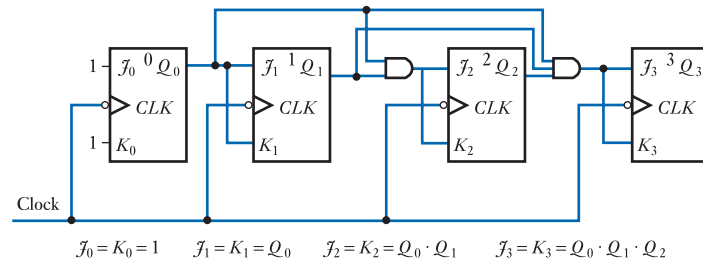 1 J₀ 0 Q₀ J₁ 1 Q₁ J₂ 2 Q₂ J₃ 3 Q₃
CLK CLK CLK CLK
1 K₀ K₁ K₂ K₃
Clock
J₀ = K₀ = 1 J₁ = K₁ = Q₀ J₂ = K₂ = Q₀ · Q₁ J₃ = K₃ = Q₀ · Q₁ · Q₂